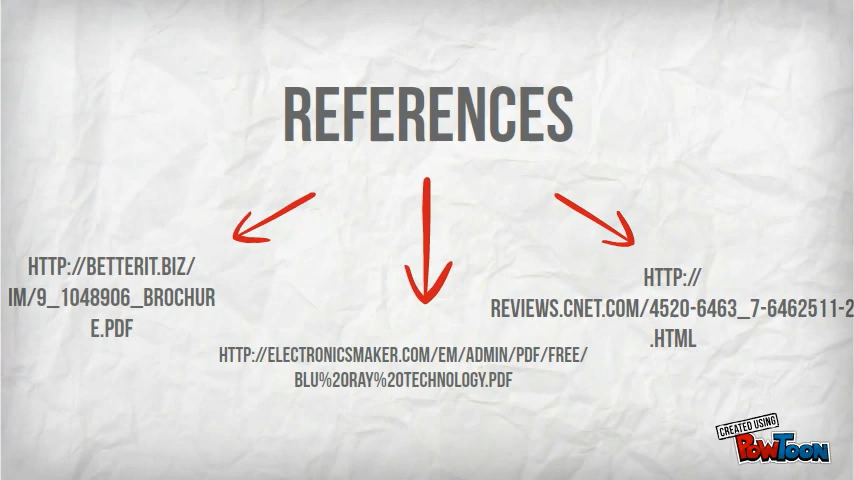 REFERENCES
HTTP://BETTERIT.BIZ/
IM/9_1048906_BROCHUR
E.PDF
HTTP://ELECTRONICSMAKER.COM/EM/ADMIN/PDF/FREE/
BLU%20RAY%20TECHNOLOGY.PDF
HTTP://
REVIEWS.CNET.COM/4520-6463_7-6462511-2
.HTML
CREATED USING
POWTOON